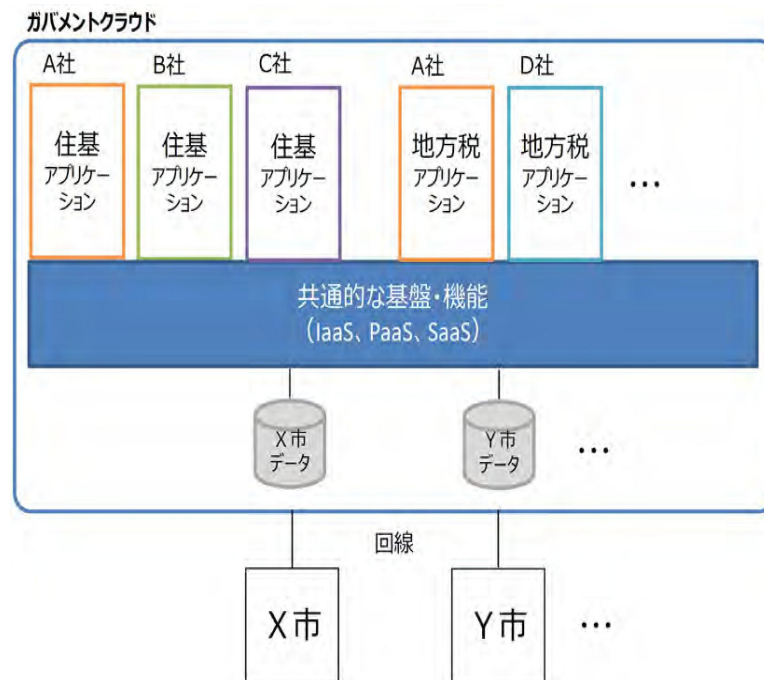 ガバメントクラウド
A社
B社
C社
A社
D社
住基
アプリケー
ション
住基
アプリケー
ション
住基
アプリケー
ション
地方税
アプリケー
ション
地方税
アプリケー
ション
…
共通的な基盤・機能
(IaaS、PaaS、SaaS)
X市
データ
Y市
データ
…
回線
X市
Y市
…